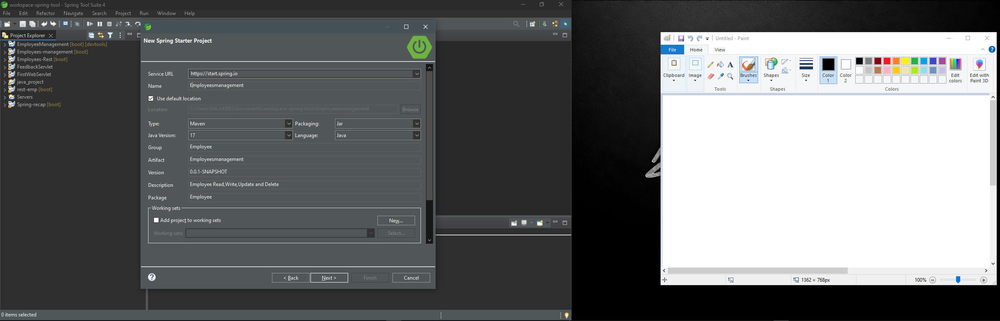 workspace-spring-tool - Spring Tool Suite 4
File Edit Refactor Navigate Search Project Run Window Help
Project Explorer
EmployeeManagement [boot] [devtools]
Employees-management [boot]
Employees-Rest [boot]
FeedbackServlet
FirstWebServlet
java_project
rest-emp [boot]
Servers
Spring-recap [boot]
0 items selected
New Spring Starter Project
Service URL https://start.spring.io
Name Employeesmanagement
Use default location
Location C:\Users\BALAKRBS\Documents\workspace-spring-tool\Employeesmanagement Browse
Type: Maven Packaging: Jar
Java Version: 17 Language: Java
Group Employee
Artifact Employeesmanagement
Version 0.0.1-SNAPSHOT
Description Employee Read,Write,Update and Delete
Package Employee
Working sets
Add project to working sets New...
Working sets: Select...
? < Back Next > Finish Cancel
Untitled - Paint
File Home View ?
Clipboard Image A Brushes Shapes Size Color 1 Color 2 Edit colors Edit with Paint 3D
Tools Shapes Colors
1362 × 768px 100%